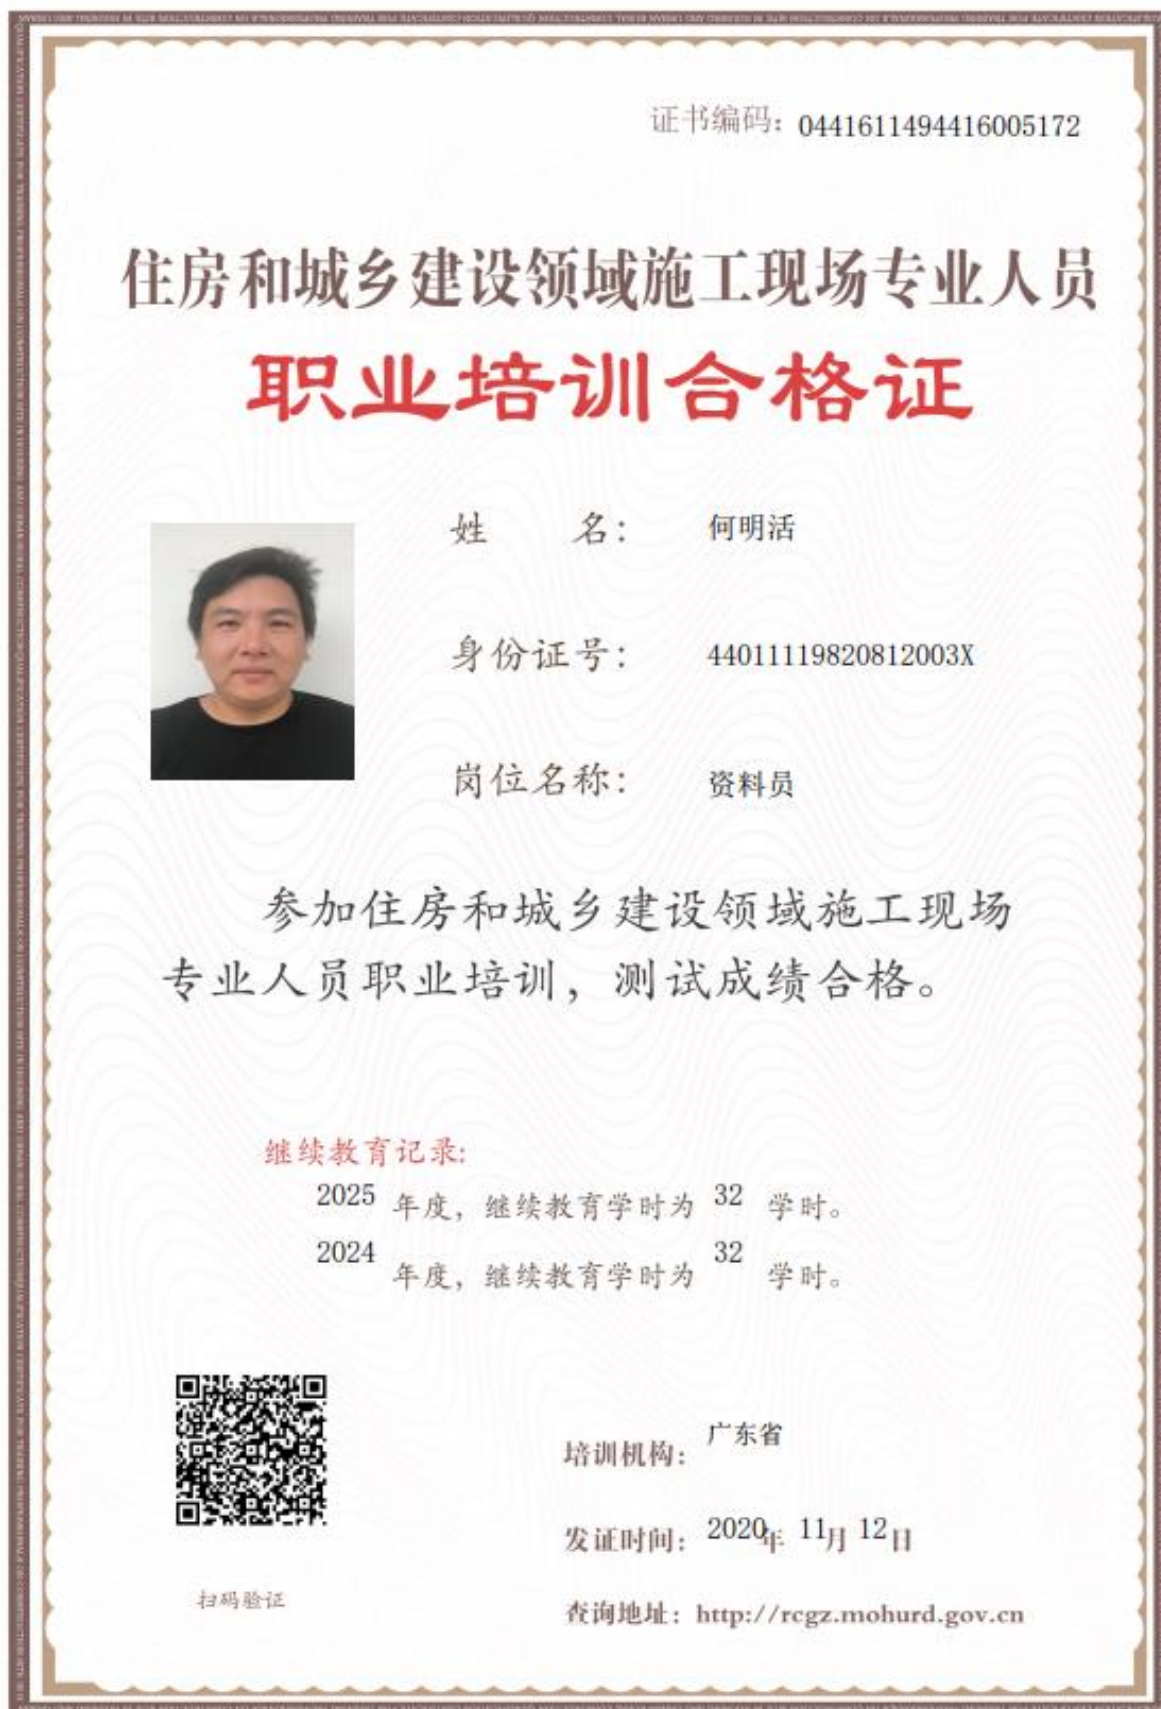 证书编码：0441611494416005172
住房和城乡建设领域施工现场专业人员
职业培训合格证
姓 名： 何明活
身份证号： 44011119820812003X
岗位名称： 资料员
参加住房和城乡建设领域施工现场
专业人员职业培训，测试成绩合格。
继续教育记录:
2025 年度，继续教育学时为 32 学时。
2024 年度，继续教育学时为 32 学时。
培训机构： 广东省
发证时间： 2020年 11月 12日
扫码验证
查询地址：http://rcgz.mohurd.gov.cn